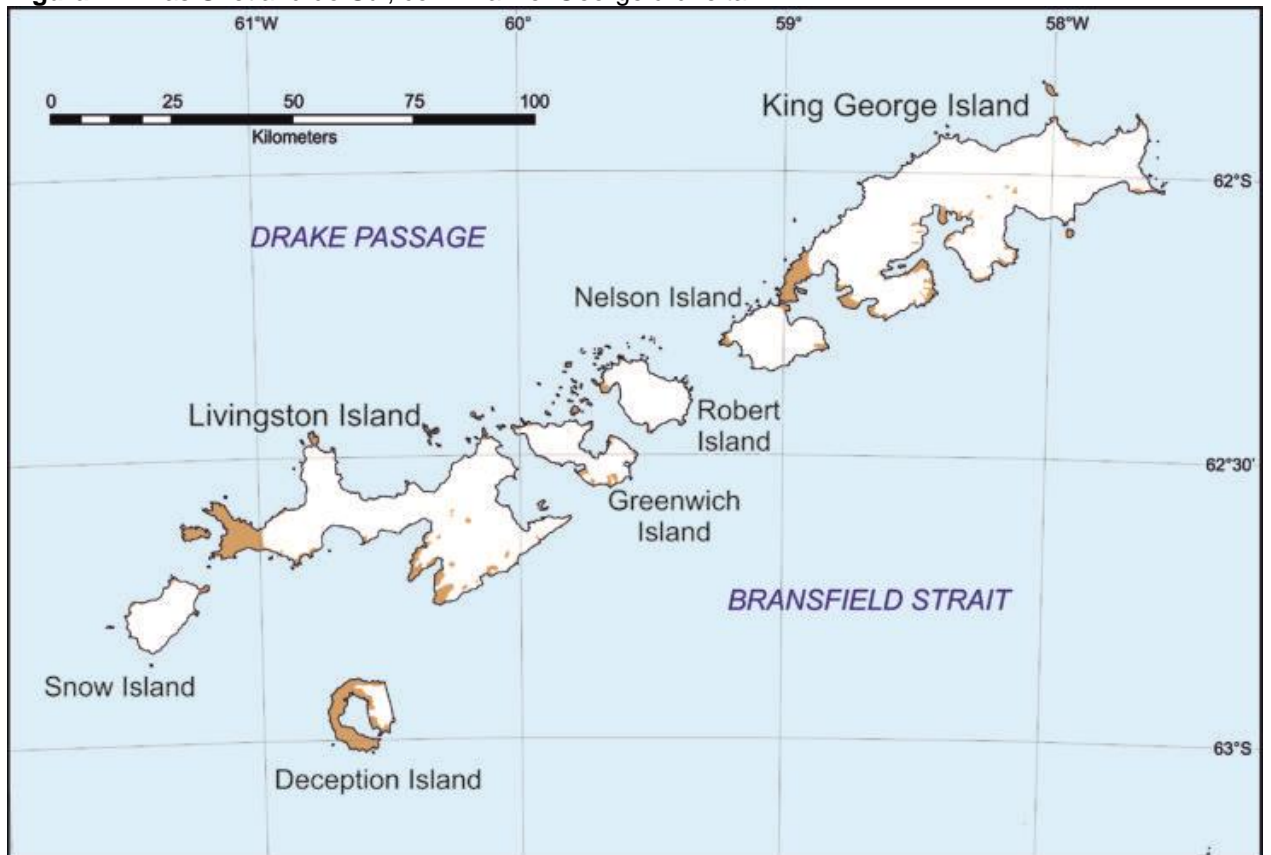 61°W 60° 59° 58°W
0 25 50 75 100
Kilometers
King George Island
62°S
DRAKE PASSAGE
Nelson Island
Livingston Island
Robert
Island
62°30'
Greenwich
Island
BRANSFIELD STRAIT
Snow Island
63°S
Deception Island